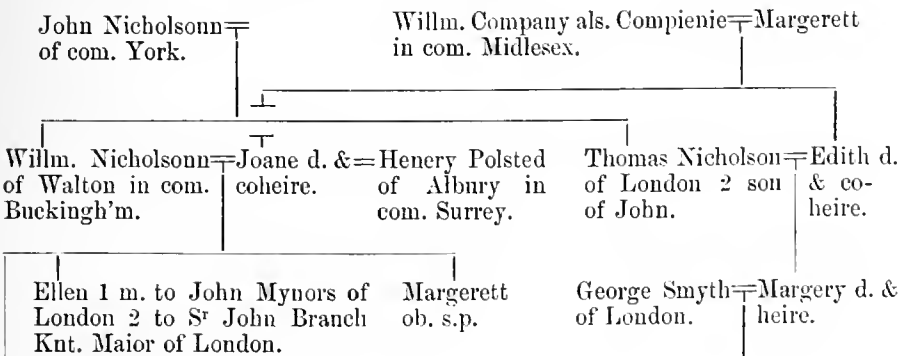 John Nicholsonn
of com. York.
Willm. Company als. Compienie
in com. Midlesex.
Margerett
Willm. Nicholsonn
of Walton in com.
Buckingh'm.
Joane d. &
coheire.
Henery Polsted
of Albury in
com. Surrey.
Thomas Nicholson
of London 2 son
of John.
Edith d.
& co-
heire.
Ellen 1 m. to John Mynors of
London 2 to Sʳ John Branch
Knt. Maior of London.
Margerett
ob. s.p.
George Smyth
of London.
Margery d. &
heire.